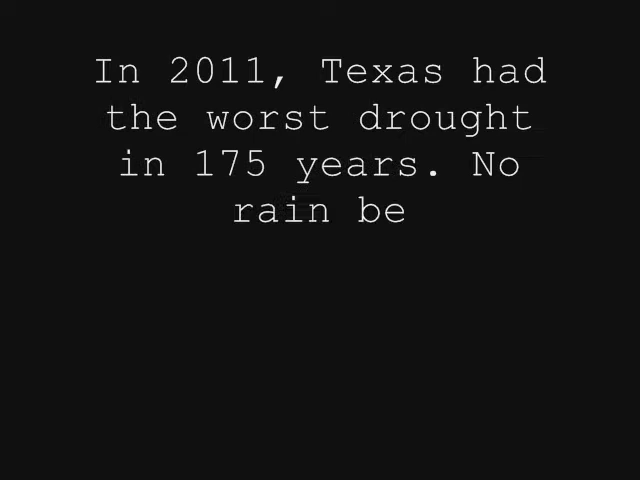 In 2011, Texas had
the worst drought
in 175 years. No
rain be